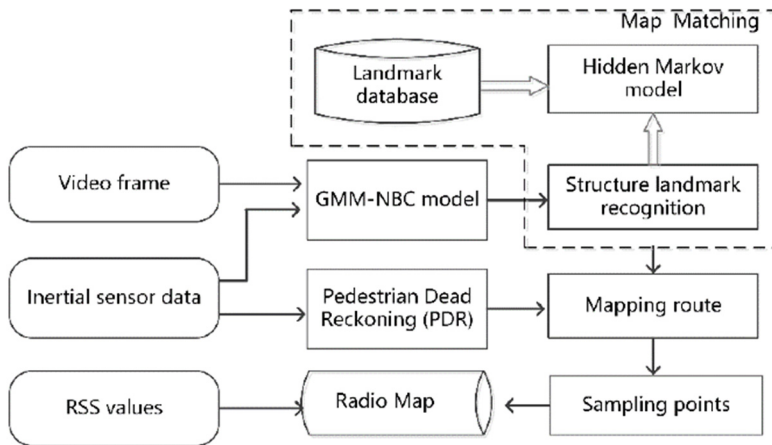 Map Matching
Landmark
database
Hidden Markov
model
Video frame
GMM-NBC model
Structure landmark
recognition
Inertial sensor data
Pedestrian Dead
Reckoning (PDR)
Mapping route
RSS values
Radio Map
Sampling points